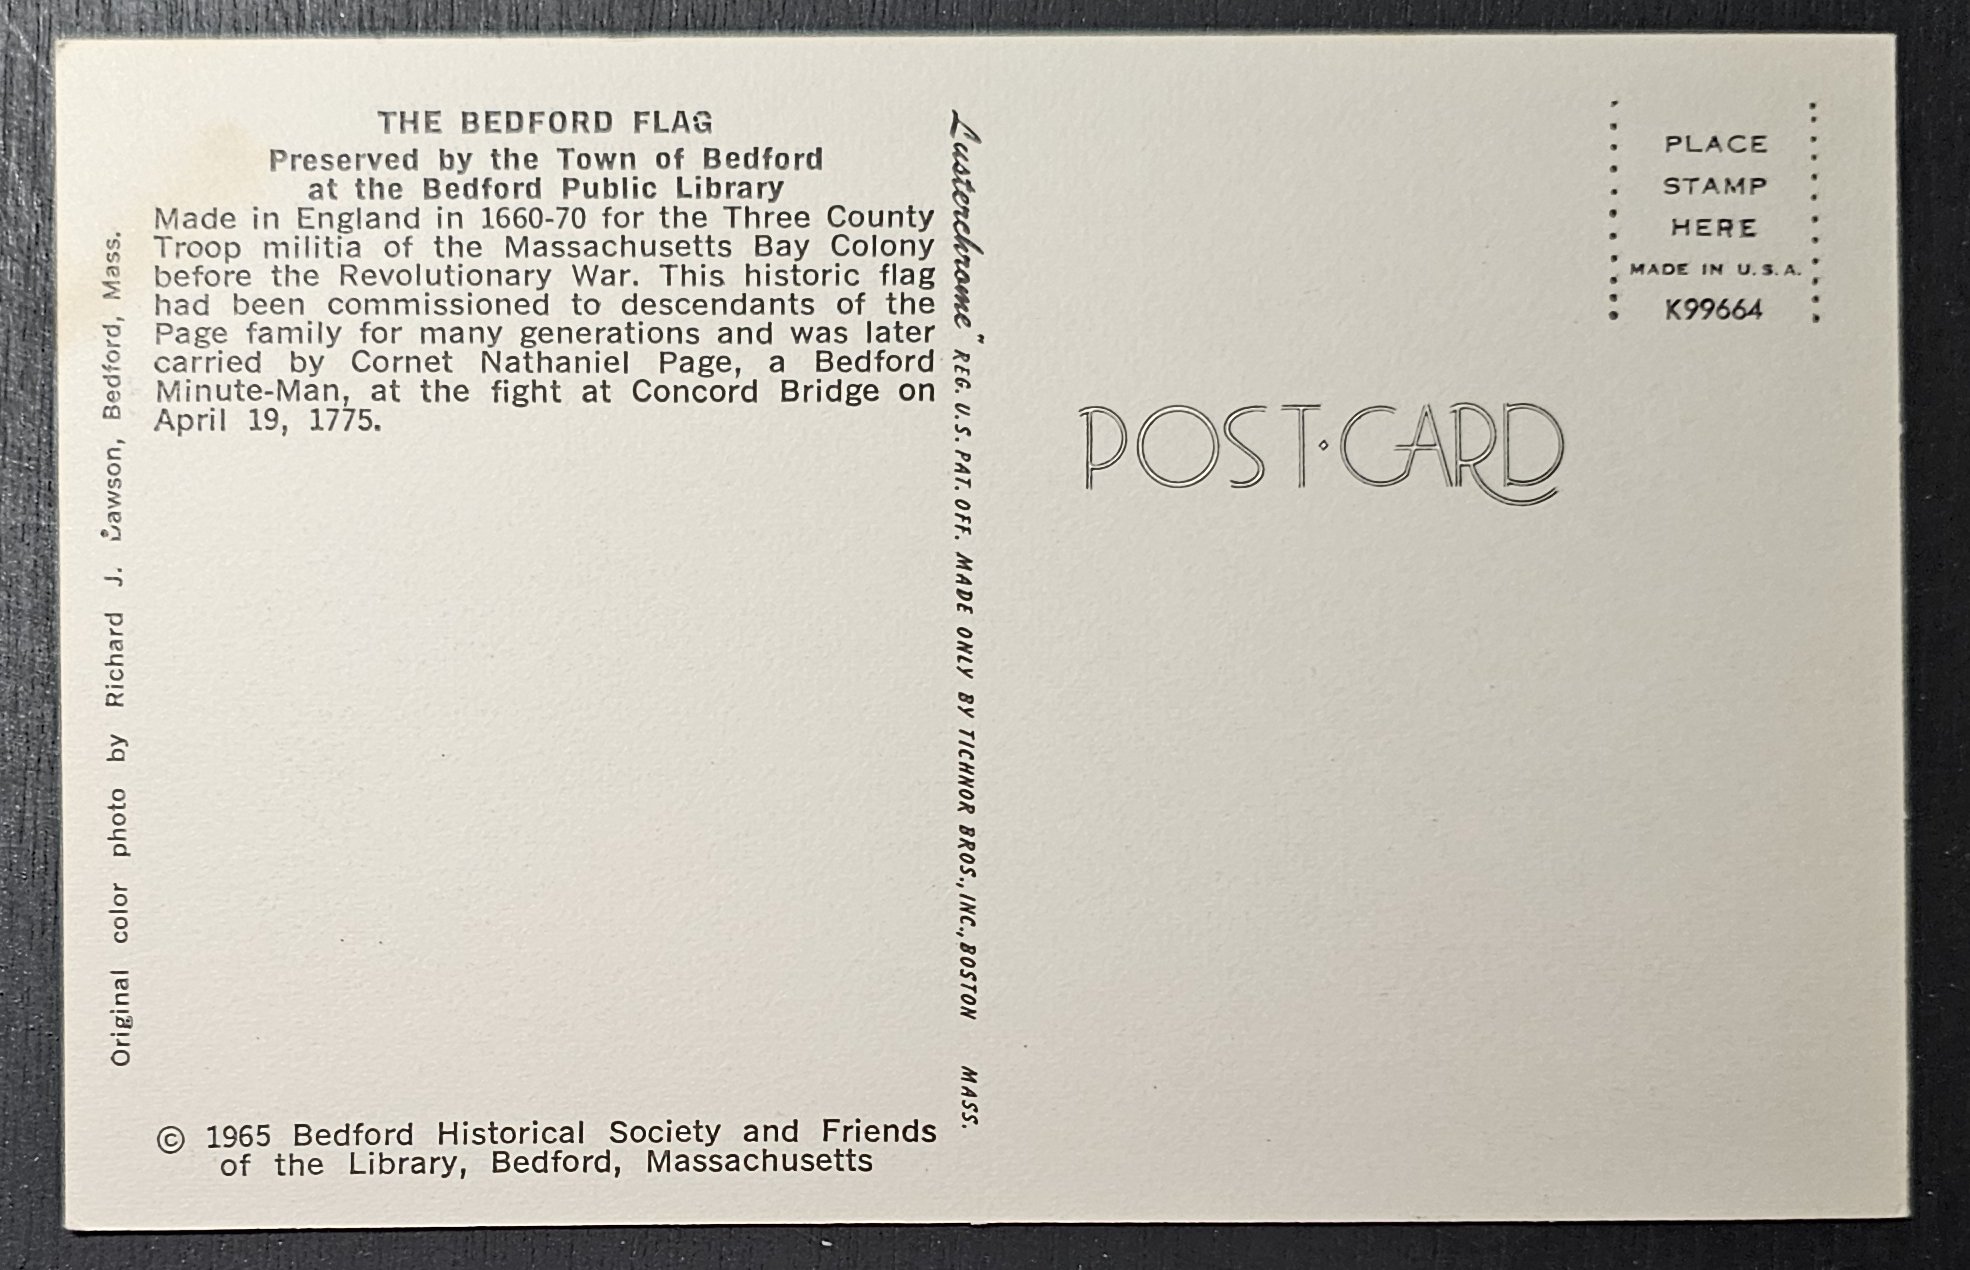 THE BEDFORD FLAG
Preserved by the Town of Bedford
at the Bedford Public Library
Made in England in 1660-70 for the Three County
Troop militia of the Massachusetts Bay Colony
before the Revolutionary War. This historic flag
had been commissioned to descendants of the
Page family for many generations and was later
carried by Cornet Nathaniel Page, a Bedford
Minute-Man, at the fight at Concord Bridge on
April 19, 1775.
Original color photo by Richard J. Lawson, Bedford, Mass.
© 1965 Bedford Historical Society and Friends
of the Library, Bedford, Massachusetts
Lusterchrome" REG. U.S. PAT. OFF. MADE ONLY BY TICHNOR BROS., INC., BOSTON MASS.
PLACE
STAMP
HERE
MADE IN U.S.A.
K99664
POST·CARD